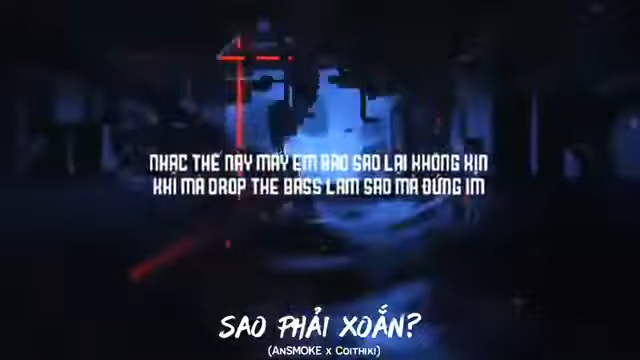 NHẠC THẾ NÀY MẤY EM BẢO SAO LẠI KHÔNG XỊN
KHI MÀ DROP THE BASS LÀM SAO MÀ ĐỨNG IM
SAO PHẢI XOẮN?
(ANSMOKE x COITHIKI)